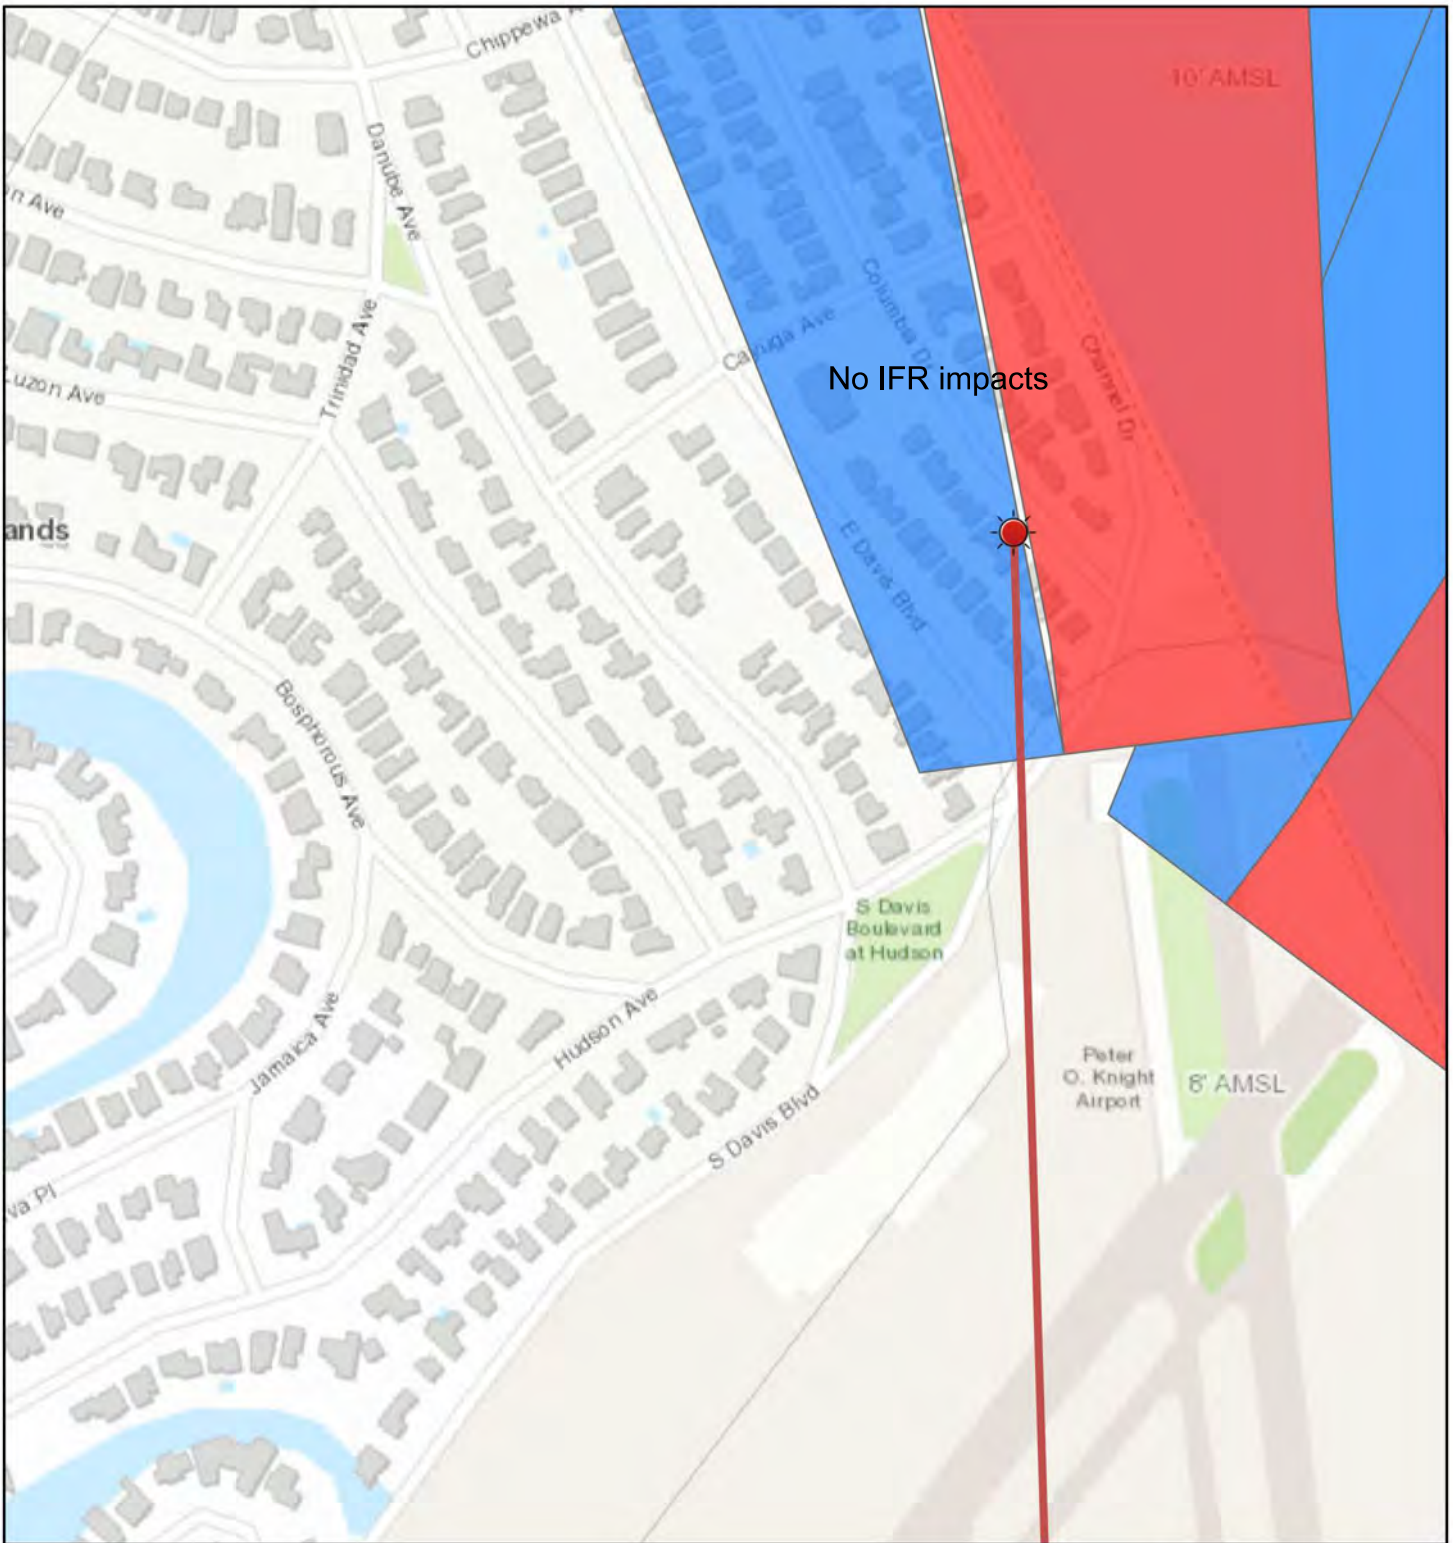 Chippewa A
10' AMSL
Danube Ave
n Ave
Columba Dr
Cayuga Ave
Trinidad Ave
Channel Dr
No IFR impacts
Luzon Ave
ands
E Davis Blvd
Bosphorous Ave
S Davis
Boulevard
at Hudson
Hudson Ave
Jamaica Ave
Peter
O. Knight
Airport
8' AMSL
S Davis Blvd
va Pl